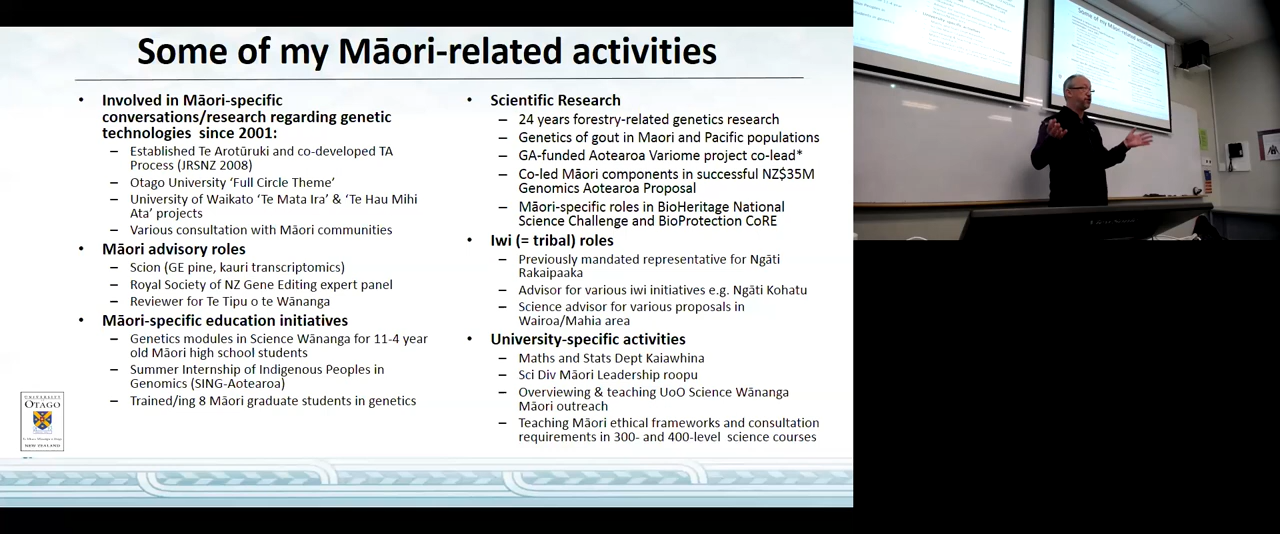 Some of my Māori-related activities
• Involved in Māori-specific
conversations/research regarding genetic
technologies since 2001:
– Established Te Arotūruki and co-developed TA
Process (JRSNZ 2008)
– Otago University ‘Full Circle Theme’
– University of Waikato ‘Te Mata Ira’ & ‘Te Hau Mihi
Ata’ projects
– Various consultation with Māori communities
• Māori advisory roles
– Scion (GE pine, kauri transcriptomics)
– Royal Society of NZ Gene Editing expert panel
– Reviewer for Te Tipu o te Wānanga
• Māori-specific education initiatives
– Genetics modules in Science Wānanga for 11-4 year
old Māori high school students
– Summer Internship of Indigenous Peoples in
Genomics (SING-Aotearoa)
– Trained/ing 8 Māori graduate students in genetics
• Scientific Research
– 24 years forestry-related genetics research
– Genetics of gout in Maori and Pacific populations
– GA-funded Aotearoa Variome project co-lead*
– Co-led Māori components in successful NZ$35M
Genomics Aotearoa Proposal
– Māori-specific roles in BioHeritage National
Science Challenge and BioProtection CoRE
• Iwi (= tribal) roles
– Previously mandated representative for Ngāti
Rakaipaaka
– Advisor for various iwi initiatives e.g. Ngāti Kohatu
– Science advisor for various proposals in
Wairoa/Mahia area
• University-specific activities
– Maths and Stats Dept Kaiawhina
– Sci Div Māori Leadership roopu
– Overviewing & teaching UoO Science Wānanga
Māori outreach
– Teaching Māori ethical frameworks and consultation
requirements in 300- and 400-level science courses
UNIVERSITY
OTAGO
NEW ZEALAND
Some of my Māori-related activities